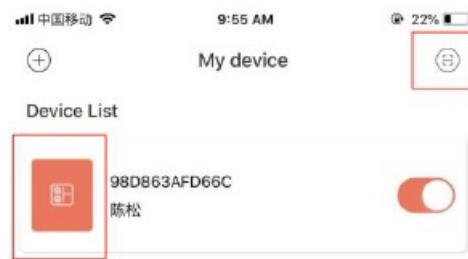 中国移动 9:55 AM 22%
My device
Device List
98D863AFD66C
陈松